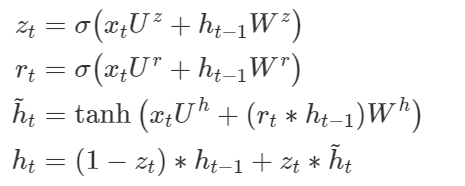 z_t = σ(x_t U^z + h_{t−1} W^z)
r_t = σ(x_t U^r + h_{t−1} W^r)
h̃_t = tanh (x_t U^h + (r_t ∗ h_{t−1}) W^h)
h_t = (1 − z_t) ∗ h_{t−1} + z_t ∗ h̃_t